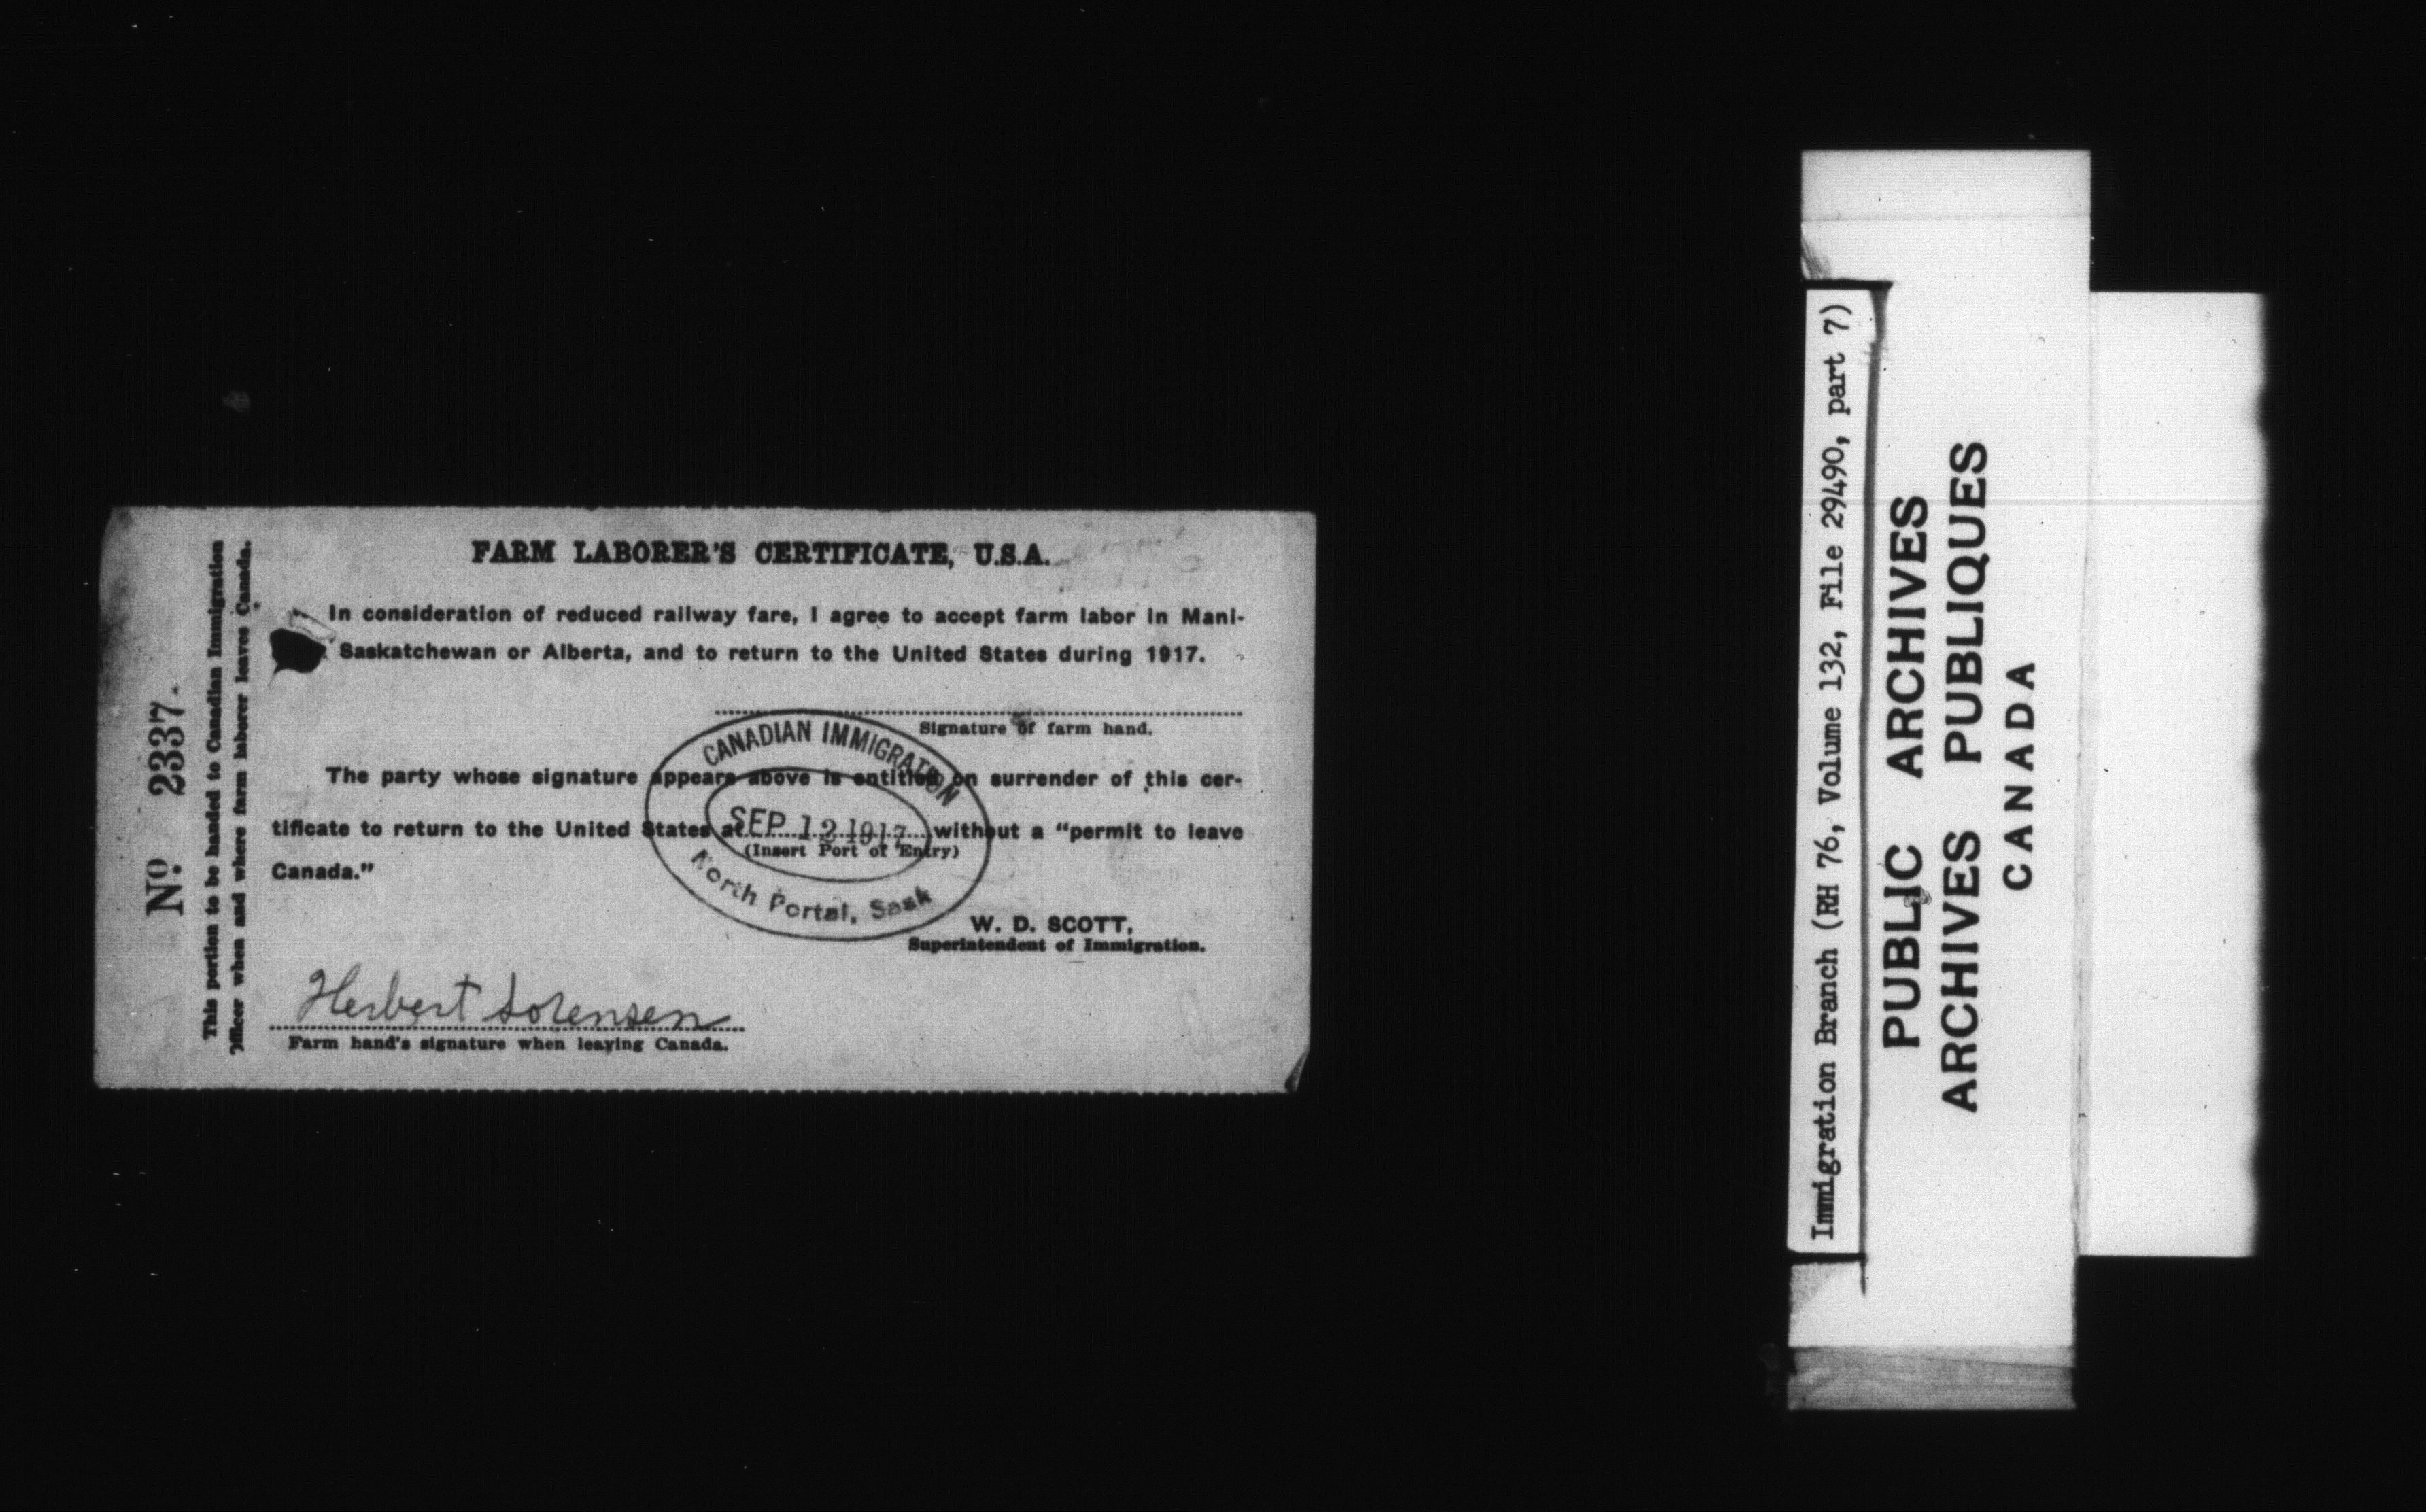 FARM LABORER'S CERTIFICATE, U.S.A.
In consideration of reduced railway fare, I agree to accept farm labor in Mani-
Saskatchewan or Alberta, and to return to the United States during 1917.
Signature of farm hand.
The party whose signature appears above is entitled on surrender of this cer-
tificate to return to the United States at without a “permit to leave
(Insert Port of Entry)
Canada.”
CANADIAN IMMIGRATION
SEP 12 1917
North Portal, Sask
W. D. SCOTT,
Superintendent of Immigration.
Herbert Sorensen
Farm hand's signature when leaving Canada.
No. 2337
This portion to be handed to Canadian Immigration
Officer when and where farm laborer leaves Canada.
Immigration Branch (RH 76, Volume 132, File 29490, part 7)
PUBLIC ARCHIVES
ARCHIVES PUBLIQUES
CANADA